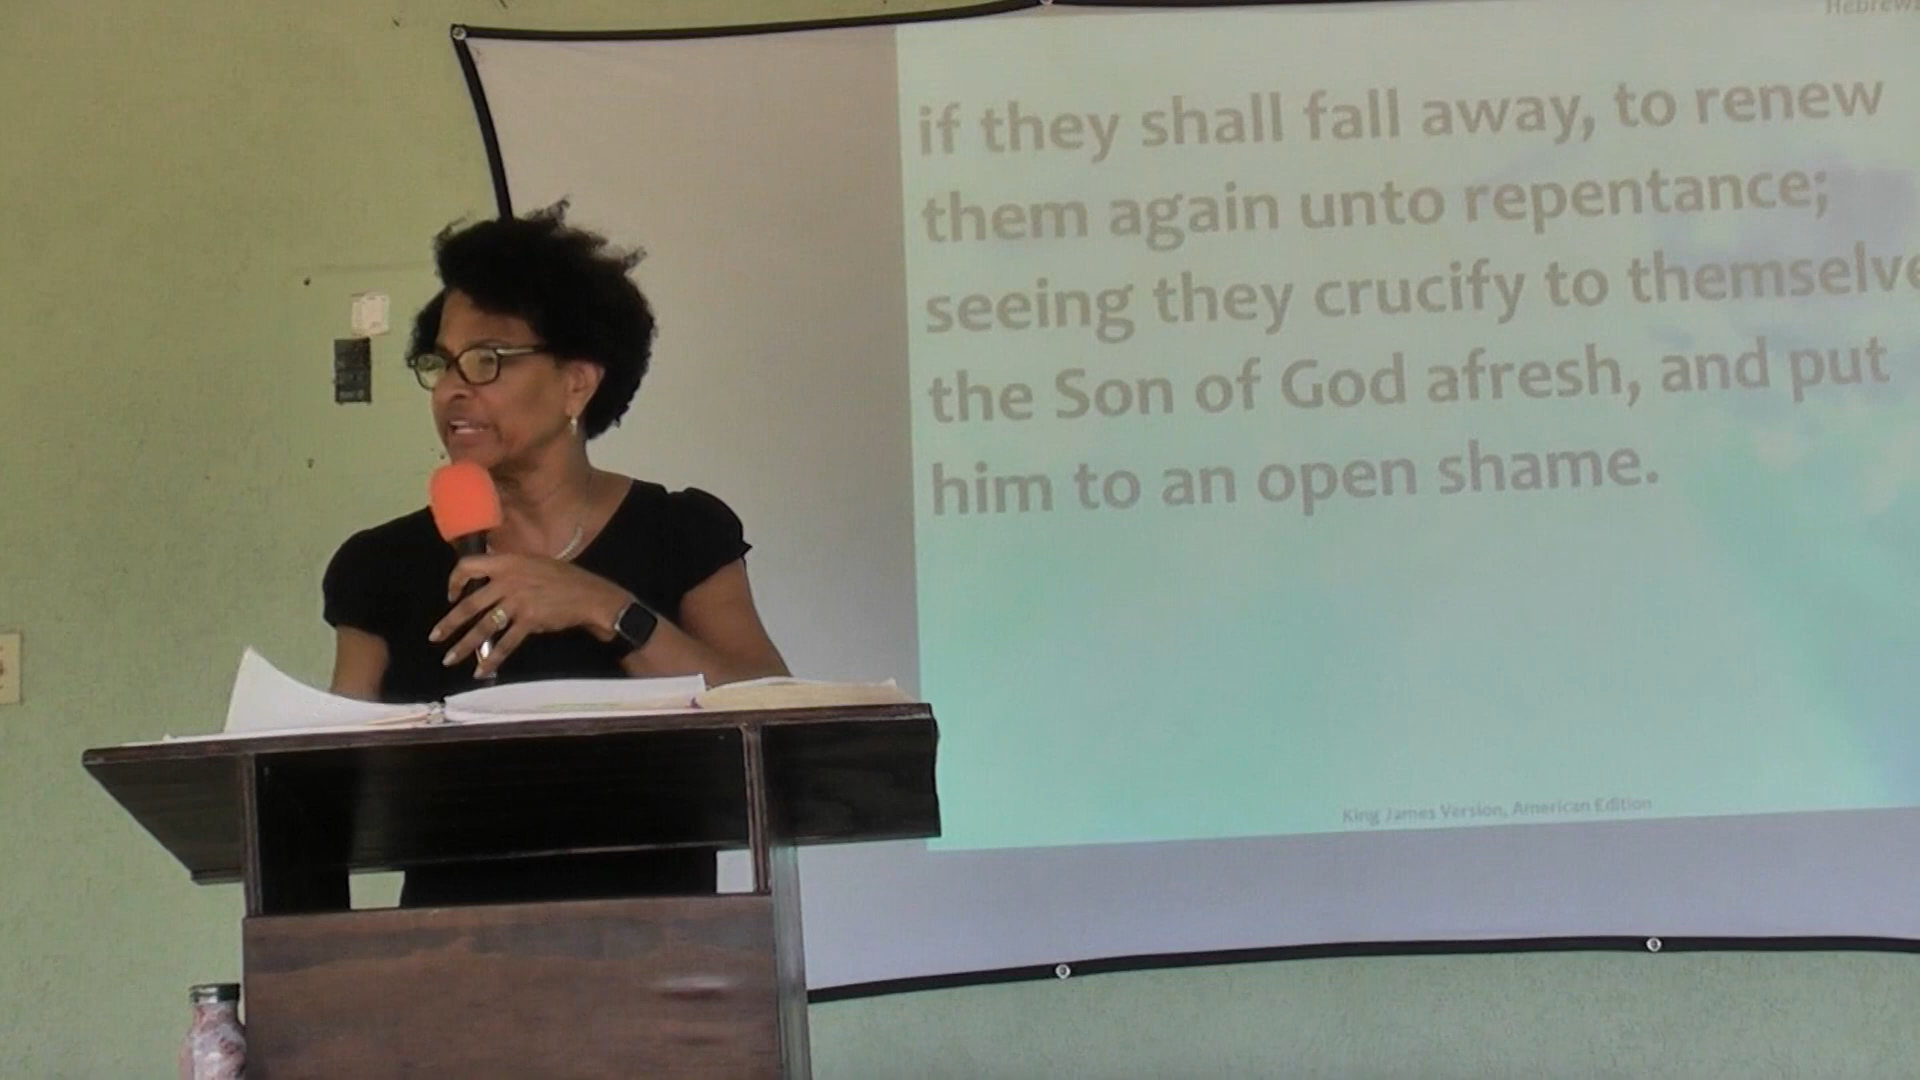 Hebrews
if they shall fall away, to renew
them again unto repentance;
seeing they crucify to themselve
the Son of God afresh, and put
him to an open shame.
King James Version, American Edition